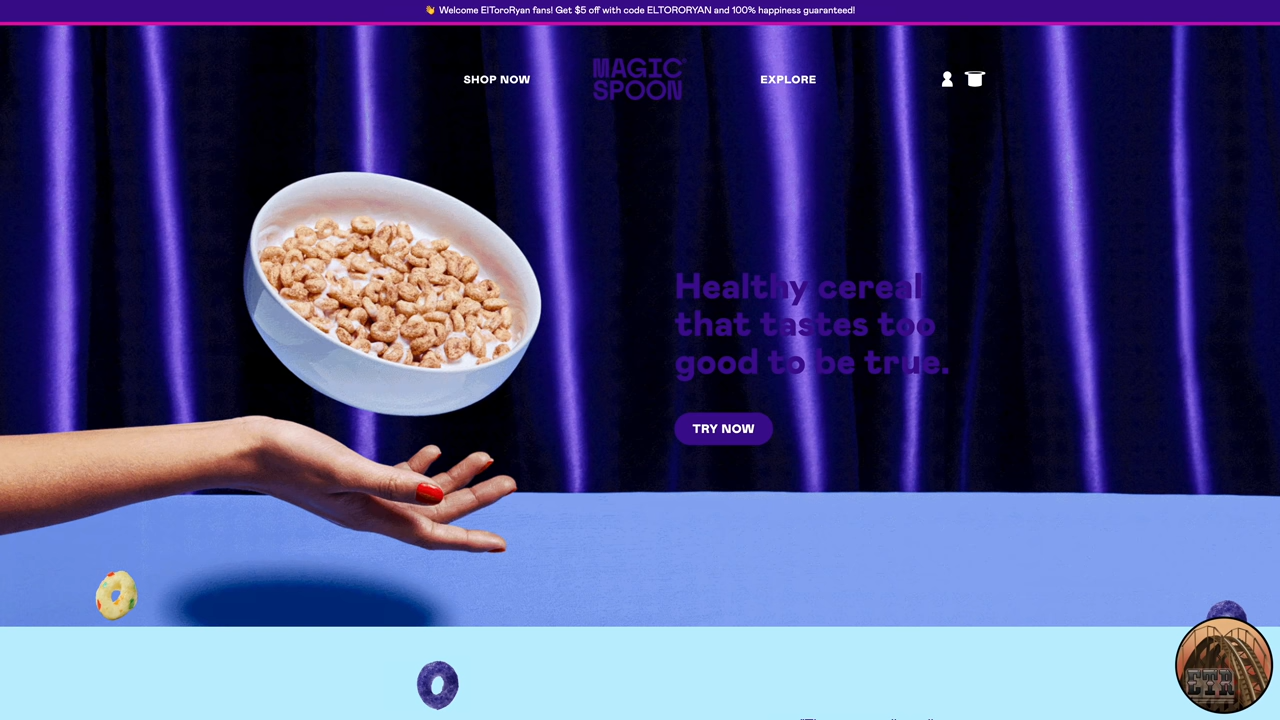 👋 Welcome ElToroRyan fans! Get $5 off with code ELTORORYAN and 100% happiness guaranteed!
SHOP NOW
MAGIC
SPOON
EXPLORE
Healthy cereal
that tastes too
good to be true.
TRY NOW
ETR